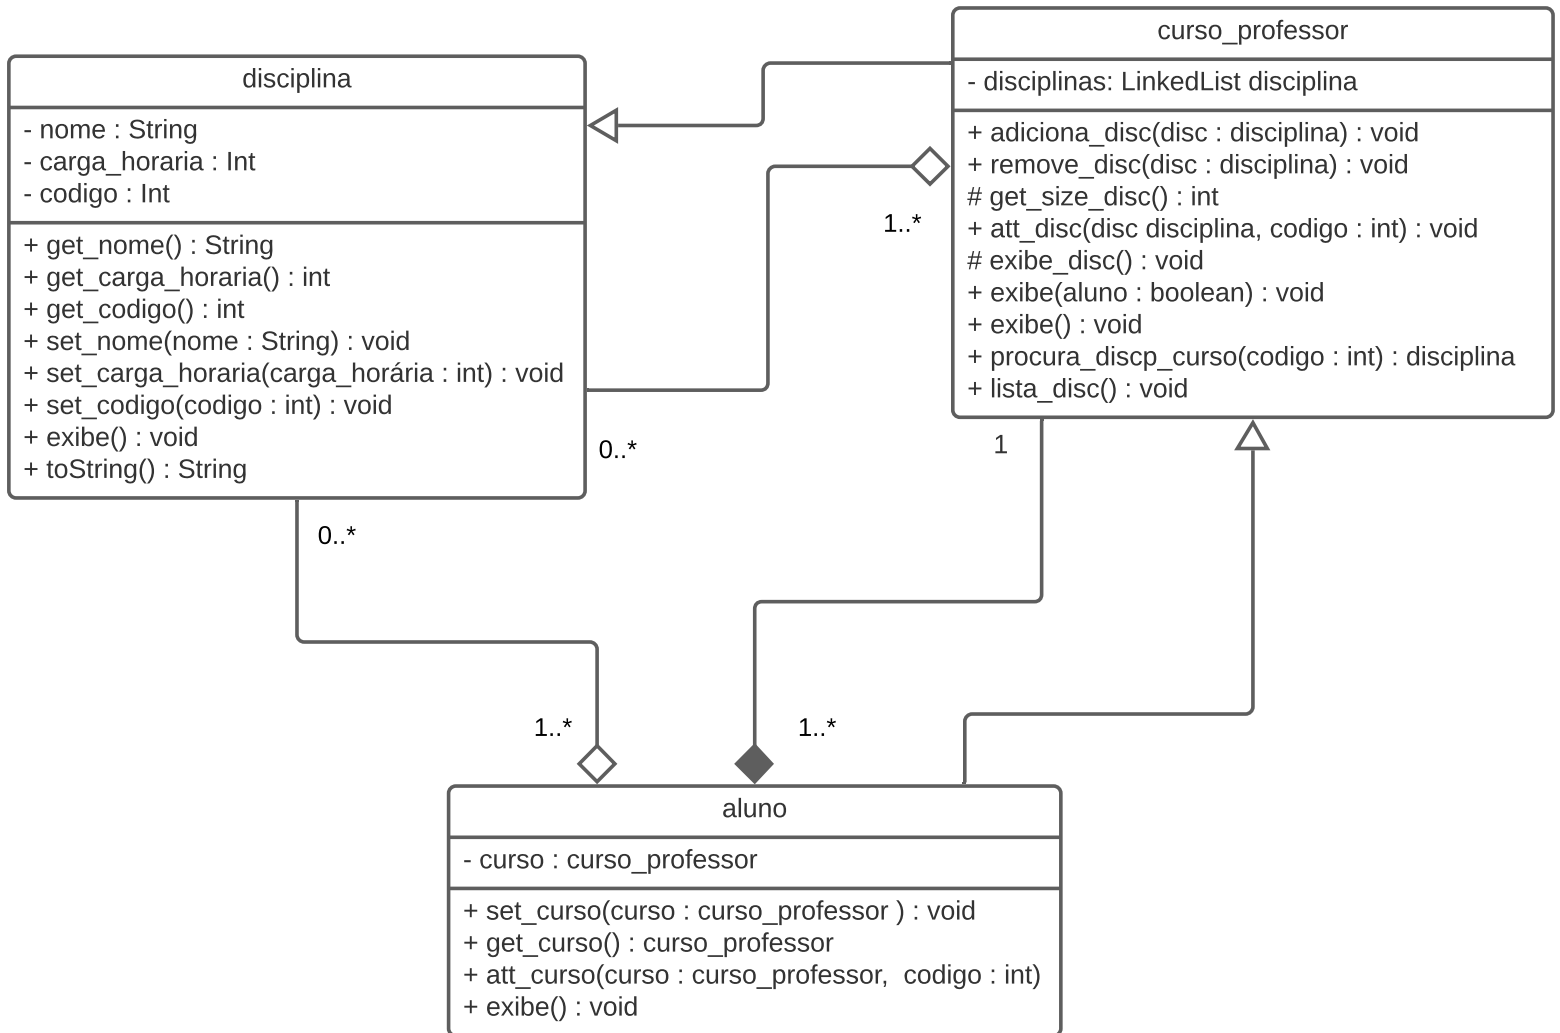 disciplina
- nome : String
- carga_horaria : Int
- codigo : Int
+ get_nome() : String
+ get_carga_horaria() : int
+ get_codigo() : int
+ set_nome(nome : String) : void
+ set_carga_horaria(carga_horária : int) : void
+ set_codigo(codigo : int) : void
+ exibe() : void
+ toString() : String
curso_professor
- disciplinas: LinkedList disciplina
+ adiciona_disc(disc : disciplina) : void
+ remove_disc(disc : disciplina) : void
# get_size_disc() : int
+ att_disc(disc disciplina, codigo : int) : void
# exibe_disc() : void
+ exibe(aluno : boolean) : void
+ exibe() : void
+ procura_discp_curso(codigo : int) : disciplina
+ lista_disc() : void
1..*
0..*
1
0..*
1..*
1..*
aluno
- curso : curso_professor
+ set_curso(curso : curso_professor ) : void
+ get_curso() : curso_professor
+ att_curso(curso : curso_professor,  codigo : int)
+ exibe() : void